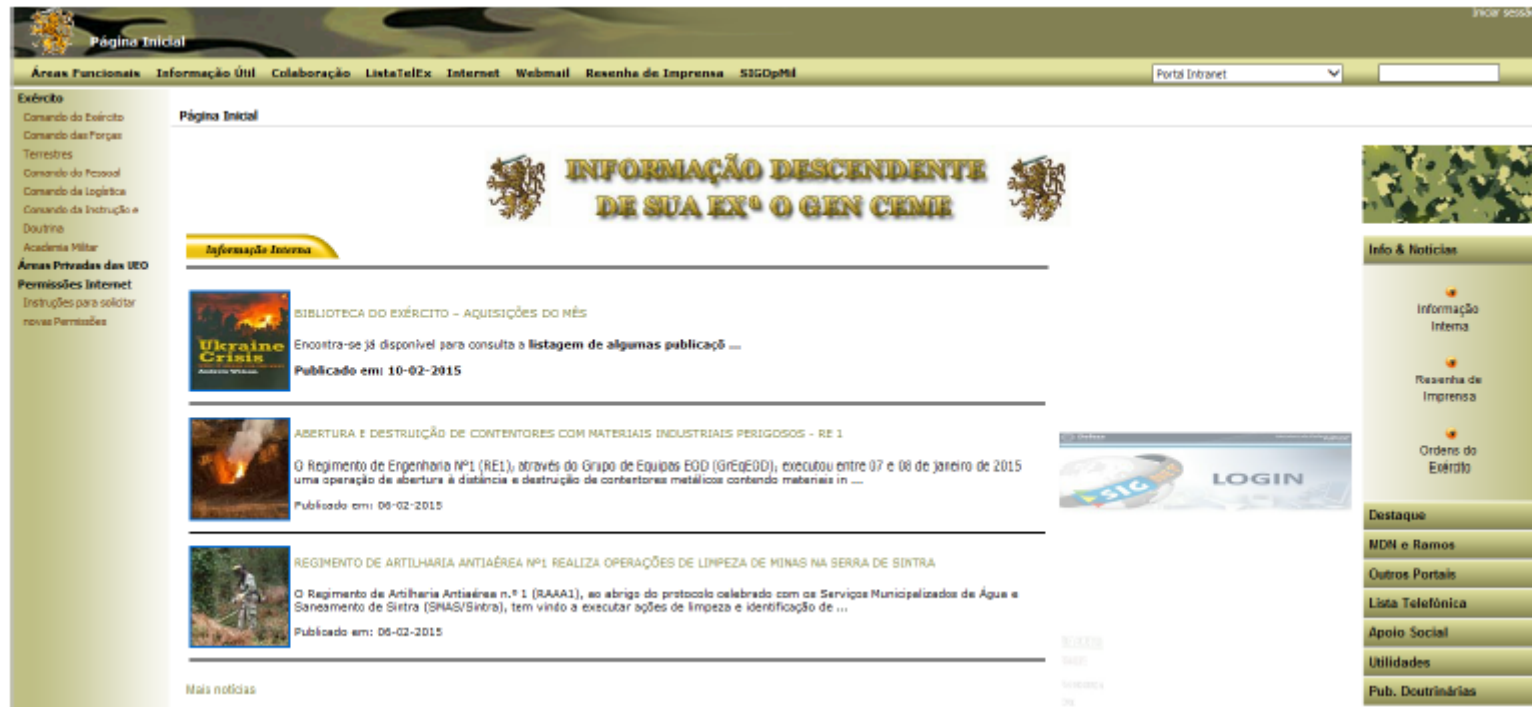 Iniciar sessão
Página Inicial
Áreas Funcionais Informação Útil Colaboração ListaTelEx Internet Webmail Resenha de Imprensa SIGOpMil
Portal Intranet
Exército
Comando do Exército
Comando das Forças
Terrestres
Comando do Pessoal
Comando da Logística
Comando da Instrução e
Doutrina
Academia Militar
Áreas Privadas das UEO
Permissões Internet
Instruções para solicitar
novas Permissões
Página Inicial
INFORMAÇÃO DESCENDENTE
DE SUA EXª O GEN CEME
Informação Interna
Ukraine
Crisis
BIBLIOTECA DO EXÉRCITO – AQUISIÇÕES DO MÊS
Encontra-se já disponível para consulta a listagem de algumas publicaçõ ...
Publicado em: 10-02-2015
ABERTURA E DESTRUIÇÃO DE CONTENTORES COM MATERIAIS INDUSTRIAIS PERIGOSOS - RE 1
O Regimento de Engenharia Nº1 (RE1), através do Grupo de Equipas EOD (GrEqEOD), executou entre 07 e 08 de janeiro de 2015
uma operação de abertura à distância e destruição de contentores metálicos contendo materiais in ...
Publicado em: 06-02-2015
REGIMENTO DE ARTILHARIA ANTIAÉREA Nº1 REALIZA OPERAÇÕES DE LIMPEZA DE MINAS NA SERRA DE SINTRA
O Regimento de Artilharia Antiaérea n.º 1 (RAAA1), ao abrigo do protocolo celebrado com os Serviços Municipalizados de Água e
Saneamento de Sintra (SMAS/Sintra), tem vindo a executar ações de limpeza e identificação de ...
Publicado em: 06-02-2015
Mais notícias
SIG
LOGIN
Info & Notícias
Informação
Interna
Resenha de
Imprensa
Ordens do
Exército
Destaque
MDN e Ramos
Outros Portais
Lista Telefónica
Apoio Social
Utilidades
Pub. Doutrinárias